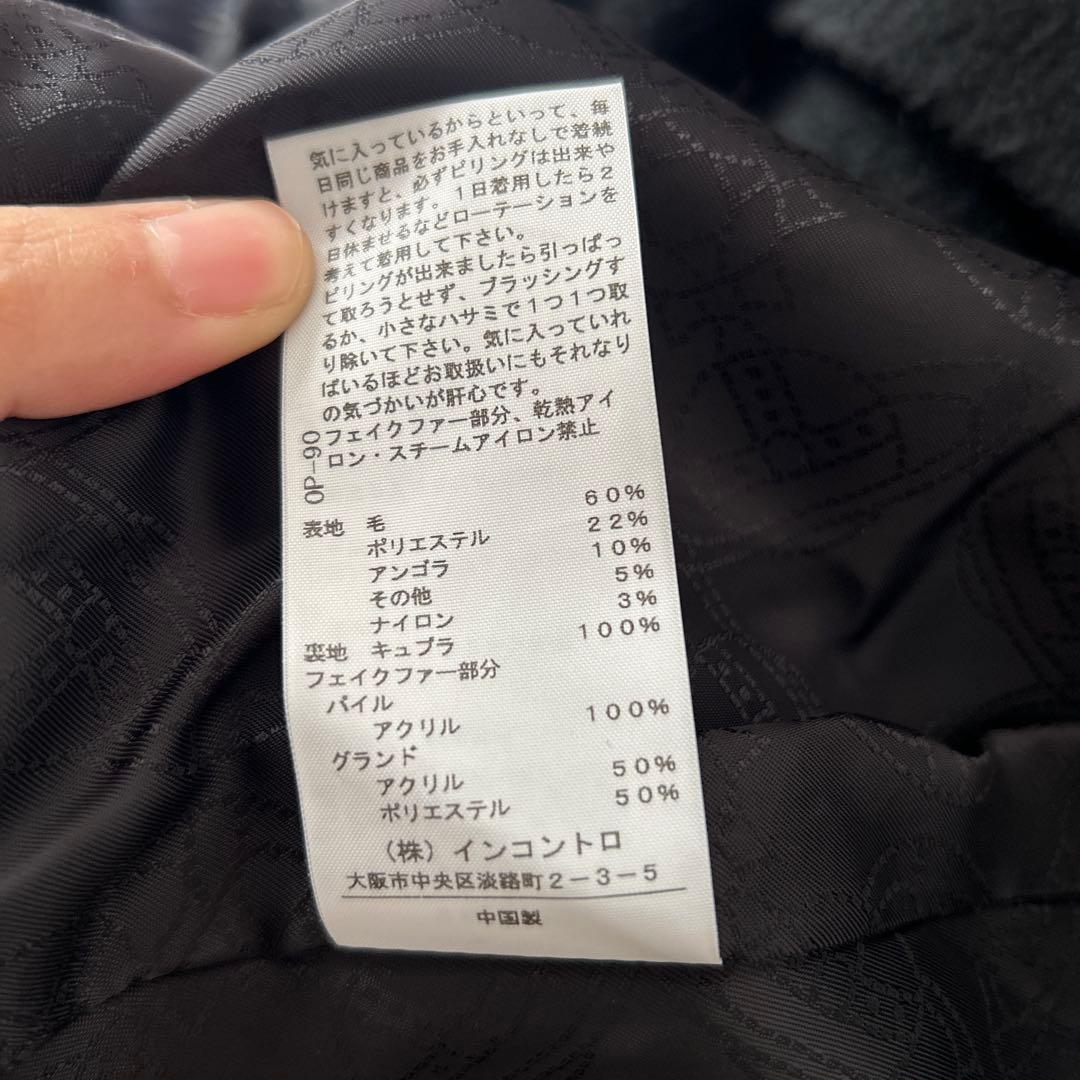 気に入っているからといって、毎
日同じ商品をお手入れなしで着続
けますと、必ずピリングは出来や
すくなります。1日着用したら2
日休ませるなどローテーションを
考えて着用して下さい。
ピリングが出来ましたら引っぱっ
て取ろうとせず、ブラッシングす
るか、小さなハサミで1つ1つ取
り除いて下さい。気に入っていれ
ばいるほどお取扱いにもそれなり
の気づかいが肝心です。
フェイクファー部分、乾熱アイ
ロン・スチームアイロン禁止
OP-90
表地 毛 60%
ポリエステル 22%
アンゴラ 10%
その他 5%
ナイロン 3%
裏地 キュプラ 100%
フェイクファー部分
パイル
アクリル 100%
グランド
アクリル 50%
ポリエステル 50%
(株)インコントロ
大阪市中央区淡路町2-3-5
中国製